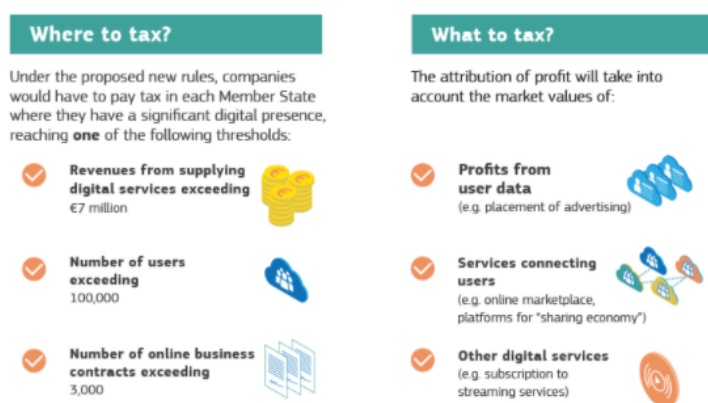 Where to tax?
Under the proposed new rules, companies
would have to pay tax in each Member State
where they have a significant digital presence,
reaching one of the following thresholds:
Revenues from supplying
digital services exceeding
€7 million
Number of users
exceeding
100,000
Number of online business
contracts exceeding
3,000
What to tax?
The attribution of profit will take into
account the market values of:
Profits from
user data
(e.g. placement of advertising)
Services connecting
users
(e.g. online marketplace,
platforms for “sharing economy”)
Other digital services
(e.g. subscription to
streaming services)